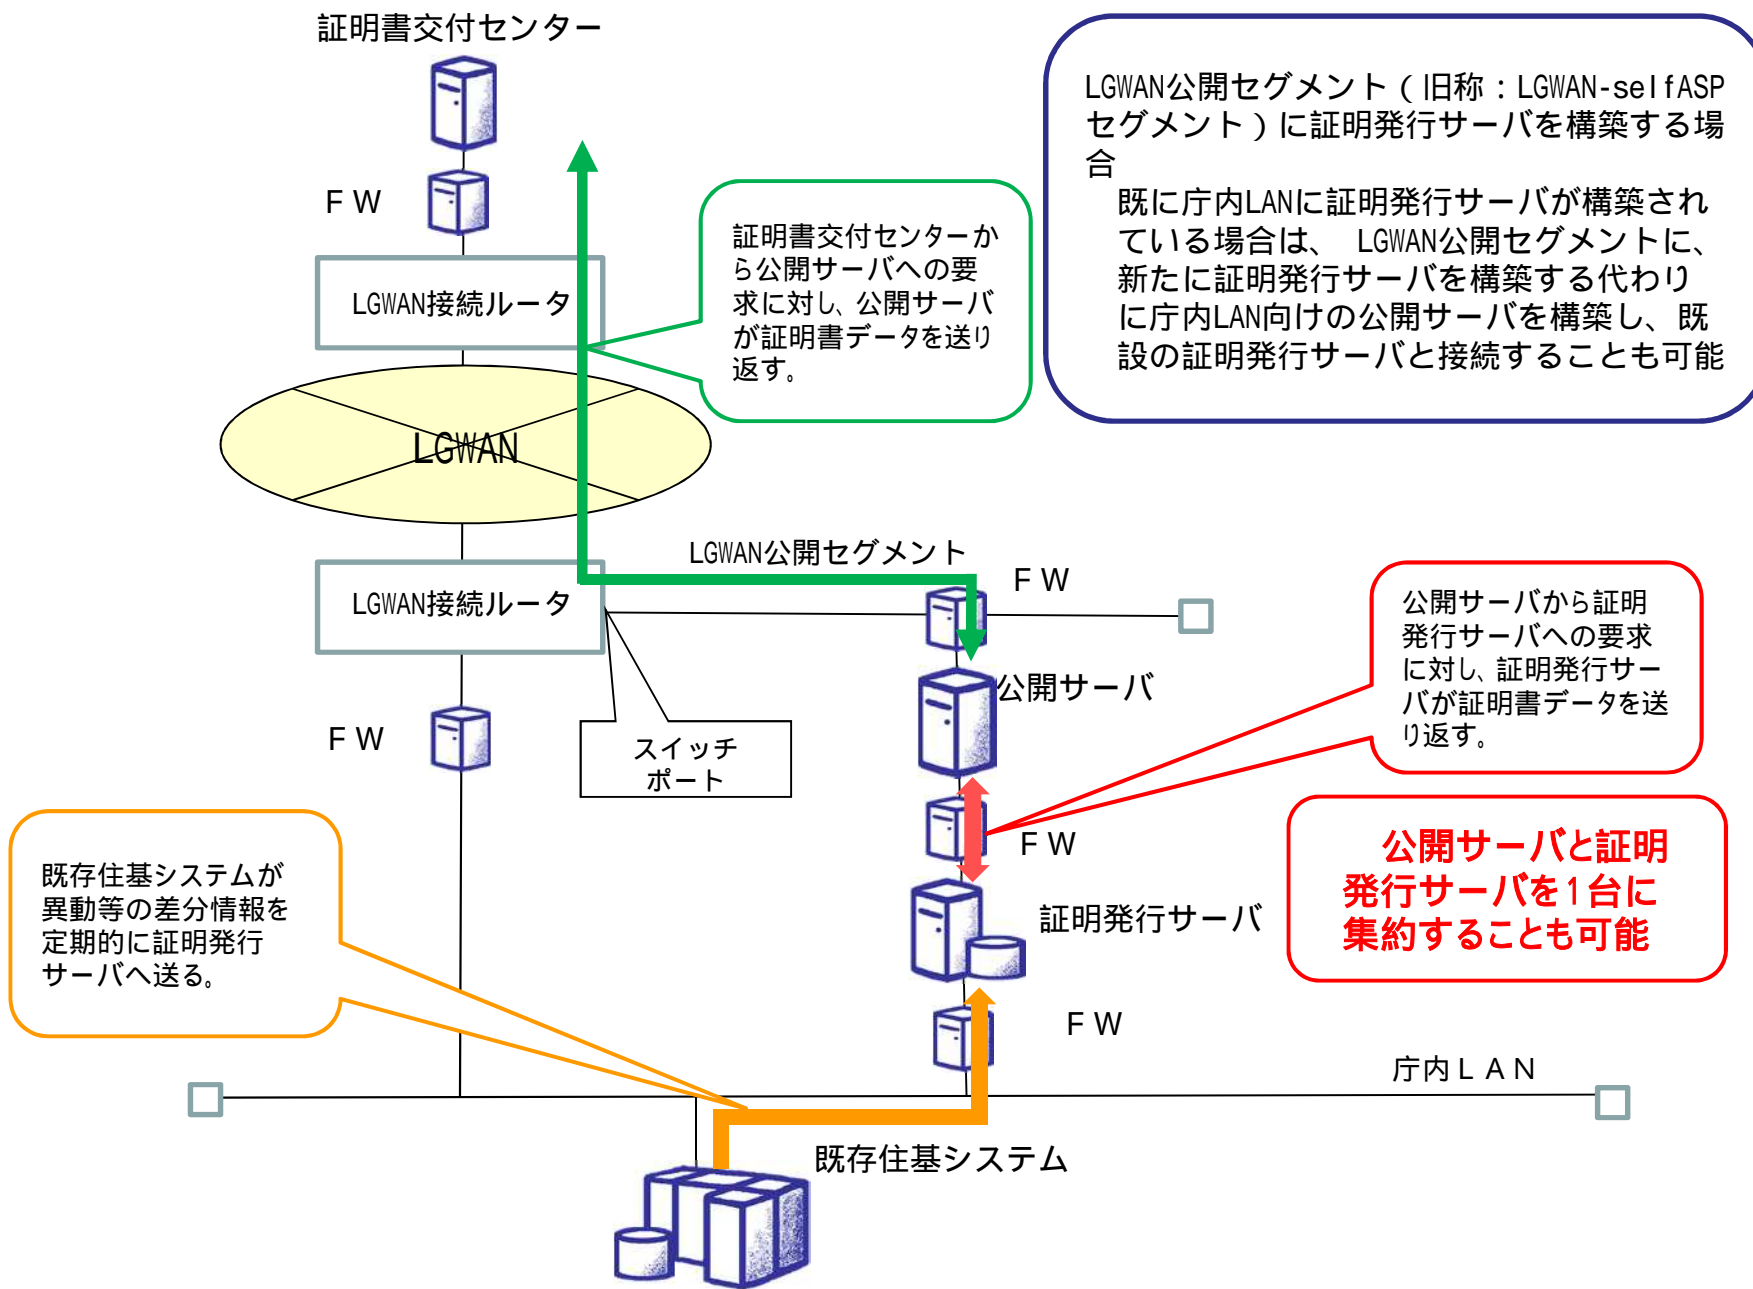 証明書交付センター
ＦＷ
LGWAN接続ルータ
LGWAN
LGWAN接続ルータ
ＦＷ
スイッチ
ポート
LGWAN公開セグメント
ＦＷ
公開サーバ
ＦＷ
証明発行サーバ
ＦＷ
庁内ＬＡＮ
既存住基システム
証明書交付センターか
ら公開サーバへの要
求に対し、公開サーバ
が証明書データを送り
返す。
LGWAN公開セグメント（旧称：LGWAN-selfASP
セグメント）に証明発行サーバを構築する場
合
既に庁内LANに証明発行サーバが構築され
ている場合は、 LGWAN公開セグメントに、
新たに証明発行サーバを構築する代わり
に庁内LAN向けの公開サーバを構築し、既
設の証明発行サーバと接続することも可能
公開サーバから証明
発行サーバへの要求
に対し、証明発行サー
バが証明書データを送
り返す。
公開サーバと証明
発行サーバを1台に
集約することも可能
既存住基システムが
異動等の差分情報を
定期的に証明発行
サーバへ送る。